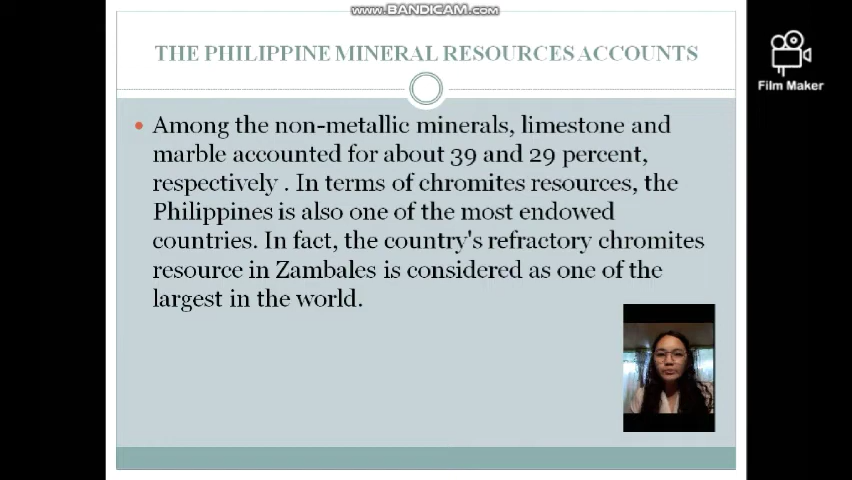 www.BANDICAM.com
THE PHILIPPINE MINERAL RESOURCES ACCOUNTS
Film Maker
• Among the non-metallic minerals, limestone and
marble accounted for about 39 and 29 percent,
respectively . In terms of chromites resources, the
Philippines is also one of the most endowed
countries. In fact, the country's refractory chromites
resource in Zambales is considered as one of the
largest in the world.